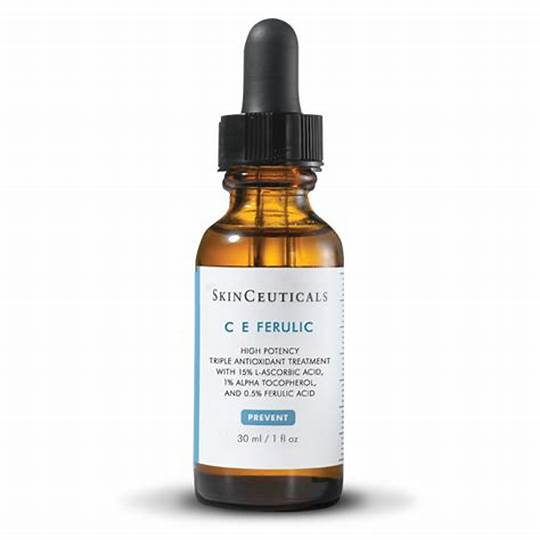 SKINCEUTICALS
C E FERULIC
HIGH POTENCY
TRIPLE ANTIOXIDANT TREATMENT
WITH 15% L-ASCORBIC ACID,
1% ALPHA TOCOPHEROL,
AND 0.5% FERULIC ACID
PREVENT
30 ml / 1 fl oz